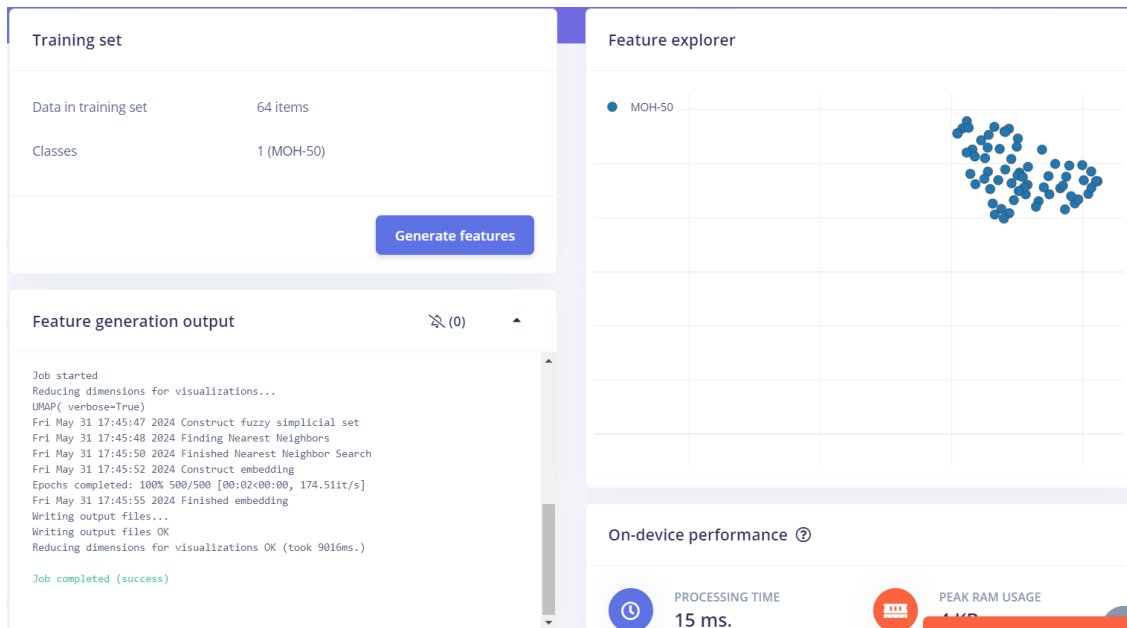 Training set
Data in training set 64 items
Classes 1 (MOH-50)
Generate features
Feature generation output (0)
Job started
Reducing dimensions for visualizations...
UMAP( verbose=True)
Fri May 31 17:45:47 2024 Construct fuzzy simplicial set
Fri May 31 17:45:48 2024 Finding Nearest Neighbors
Fri May 31 17:45:50 2024 Finished Nearest Neighbor Search
Fri May 31 17:45:52 2024 Construct embedding
Epochs completed: 100% 500/500 [00:02<00:00, 174.51it/s]
Fri May 31 17:45:55 2024 Finished embedding
Writing output files...
Writing output files OK
Reducing dimensions for visualizations OK (took 9016ms.)
Job completed (success)
Feature explorer
MOH-50
On-device performance ?
PROCESSING TIME
15 ms.
PEAK RAM USAGE